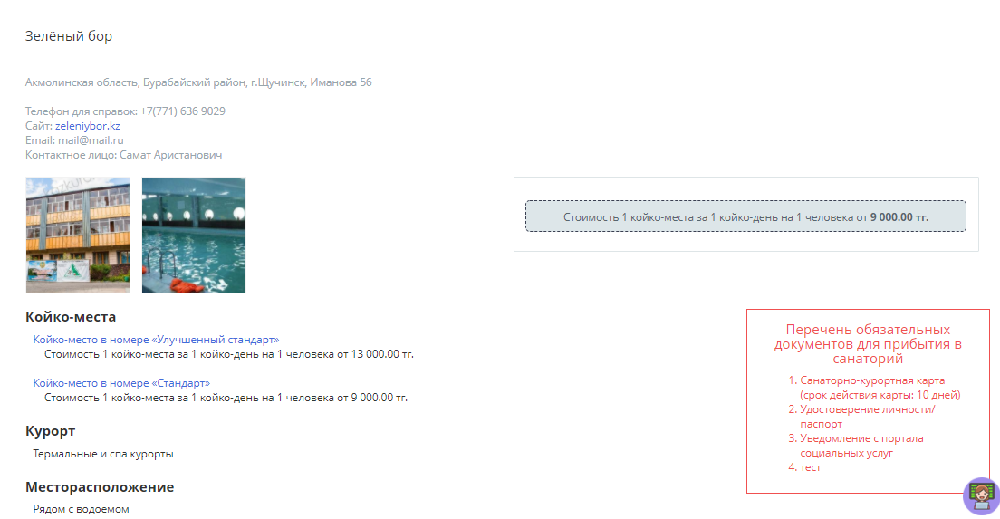 Зелёный бор
Акмолинская область, Бурабайский район, г.Щучинск, Иманова 56
Телефон для справок: +7(771) 636 9029
Сайт: zeleniybor.kz
Email: mail@mail.ru
Контактное лицо: Самат Аристанович
Стоимость 1 койко-места за 1 койко-день на 1 человека от 9 000.00 тг.
Койко-места
Койко-место в номере «Улучшенный стандарт»
Стоимость 1 койко-места за 1 койко-день на 1 человека от 13 000.00 тг.
Койко-место в номере «Стандарт»
Стоимость 1 койко-места за 1 койко-день на 1 человека от 9 000.00 тг.
Курорт
Термальные и спа курорты
Месторасположение
Рядом с водоемом
Перечень обязательных
документов для прибытия в
санаторий
1. Санаторно-курортная карта
(срок действия карты: 10 дней)
2. Удостоверение личности/
паспорт
3. Уведомление с портала
социальных услуг
4. тест